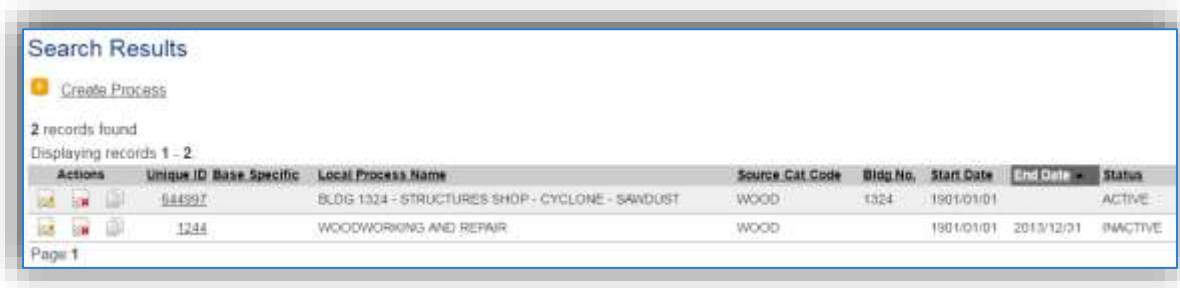 Search Results
Create Process
2 records found
Displaying records 1 - 2
Actions Unique ID Base Specific Local Process Name Source Cat Code Bldg No. Start Date End Date Status
644997 BLDG 1324 - STRUCTURES SHOP - CYCLONE - SAWDUST WOOD 1324 1901/01/01 ACTIVE
1244 WOODWORKING AND REPAIR WOOD 1901/01/01 2013/12/31 INACTIVE
Page 1